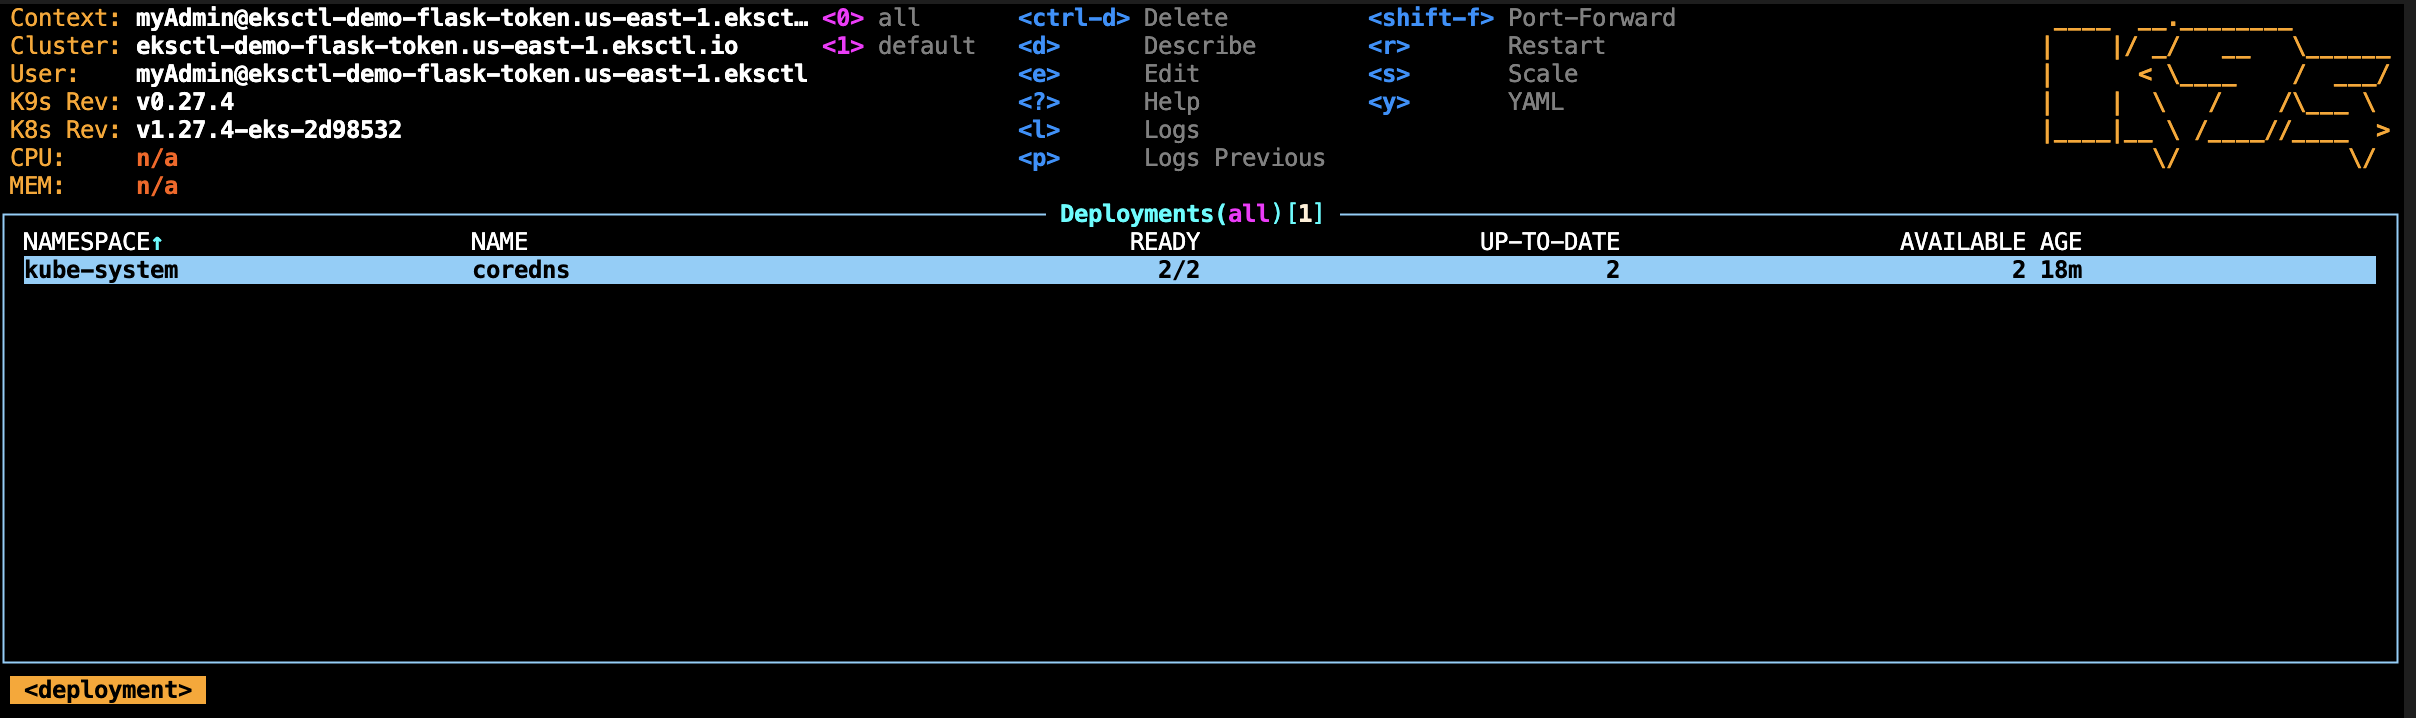 Context: myAdmin@eksctl-demo-flask-token.us-east-1.eksct… <0> all <ctrl-d> Delete <shift-f> Port-Forward
Cluster: eksctl-demo-flask-token.us-east-1.eksctl.io <1> default <d> Describe <r> Restart
User: myAdmin@eksctl-demo-flask-token.us-east-1.eksctl <e> Edit <s> Scale
K9s Rev: v0.27.4 <?> Help <y> YAML
K8s Rev: v1.27.4-eks-2d98532 <l> Logs
CPU: n/a <p> Logs Previous
MEM: n/a
Deployments(all)[1]
NAMESPACE↑ NAME READY UP-TO-DATE AVAILABLE AGE
kube-system coredns 2/2 2 2 18m
<deployment>